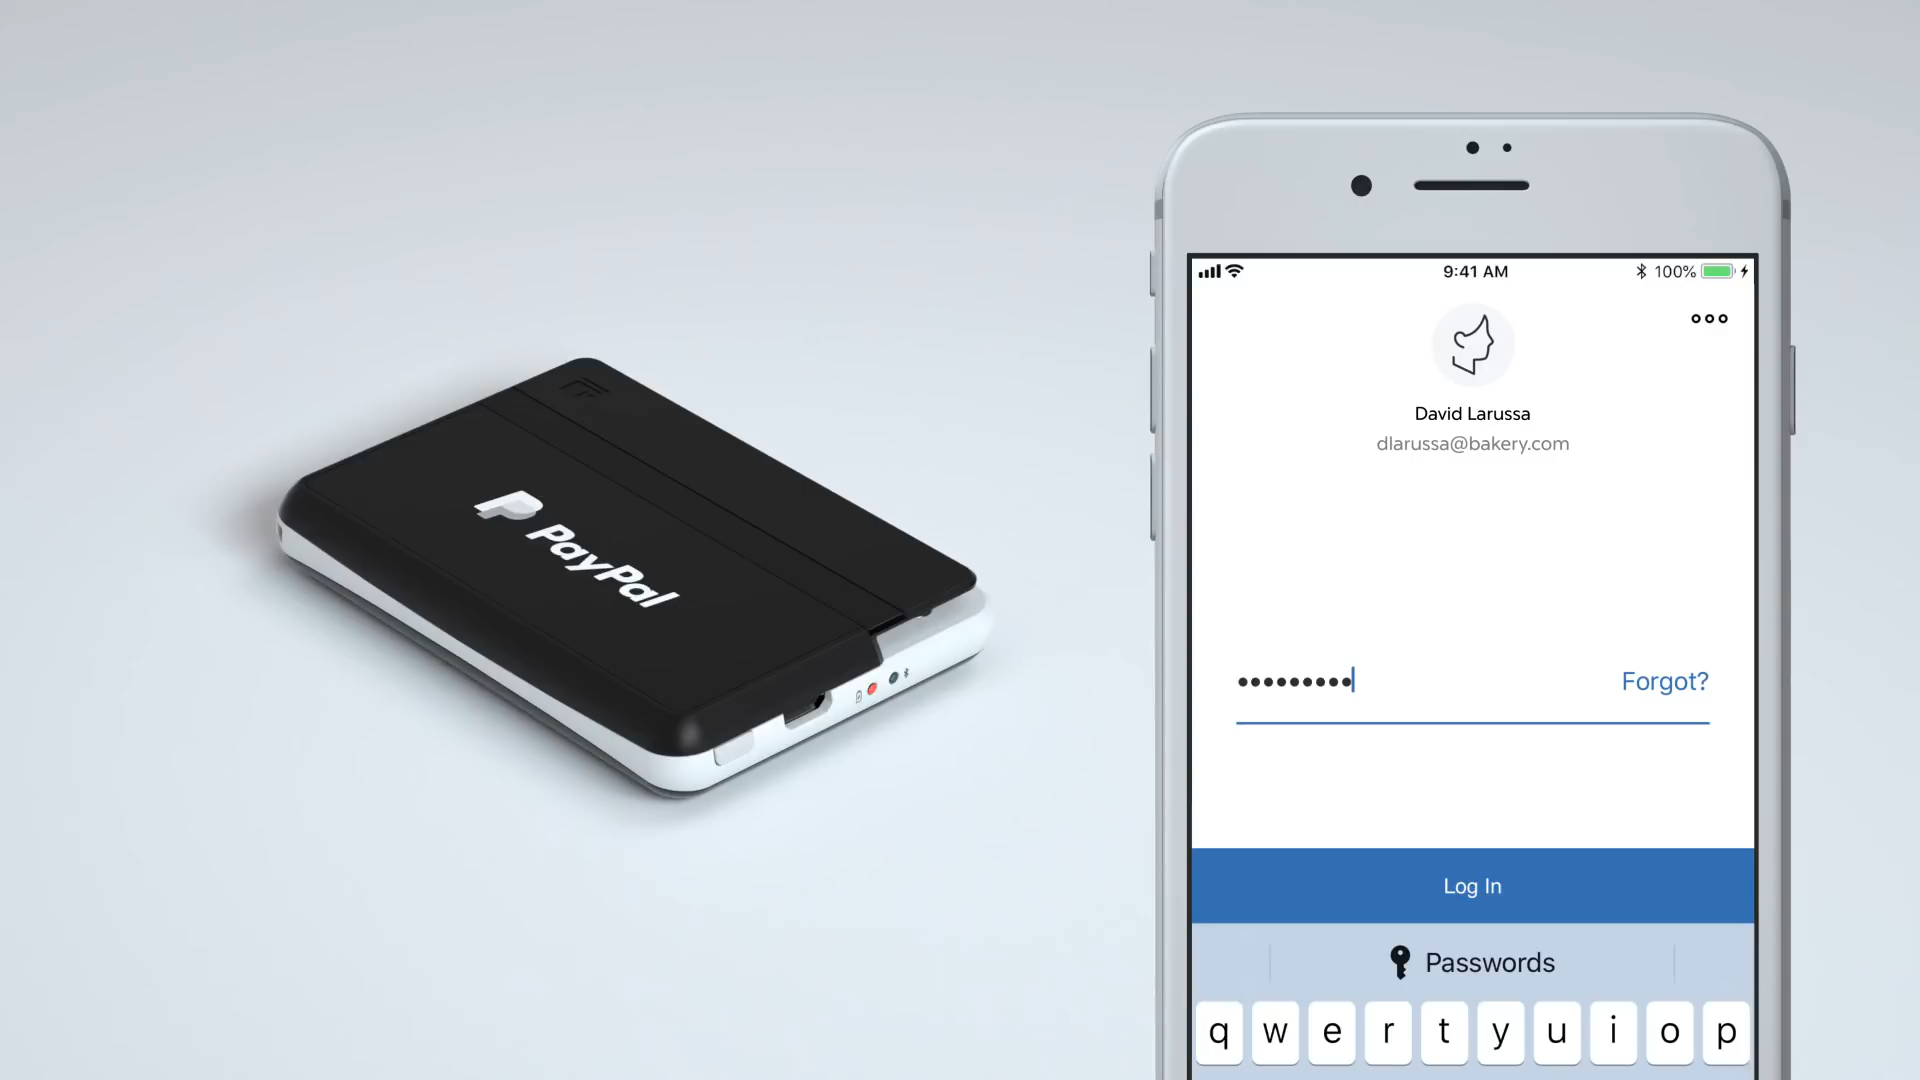 PayPal
9:41 AM
100%
David Larussa
dlarussa@bakery.com
Forgot?
Log In
Passwords
q w e r t y u i o p